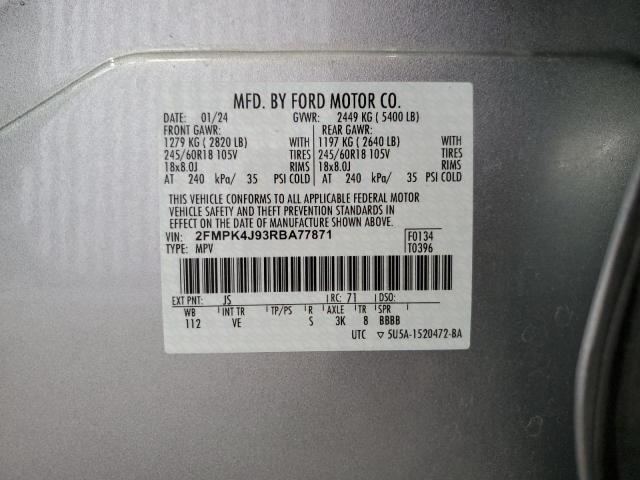 MFD. BY FORD MOTOR CO.
DATE: 01/24 GVWR: 2449 KG ( 5400 LB)
FRONT GAWR: REAR GAWR:
1279 KG ( 2820 LB) WITH 1197 KG ( 2640 LB) WITH
245/60R18 105V TIRES 245/60R18 105V TIRES
18x8.0J RIMS 18x8.0J RIMS
AT 240 kPa/ 35 PSI COLD AT 240 kPa/ 35 PSI COLD
THIS VEHICLE CONFORMS TO ALL APPLICABLE FEDERAL MOTOR
VEHICLE SAFETY AND THEFT PREVENTION STANDARDS IN
EFFECT ON THE DATE OF MANUFACTURE SHOWN ABOVE.
VIN: 2FMPK4J93RBA77871 F0134
TYPE: MPV T0396
EXT PNT: JS RC: 71 DSO:
WB INT TR TP/PS R AXLE TR SPR
112 VE S 3K 8 BBBB
UTC ▽ 5U5A-1520472-BA